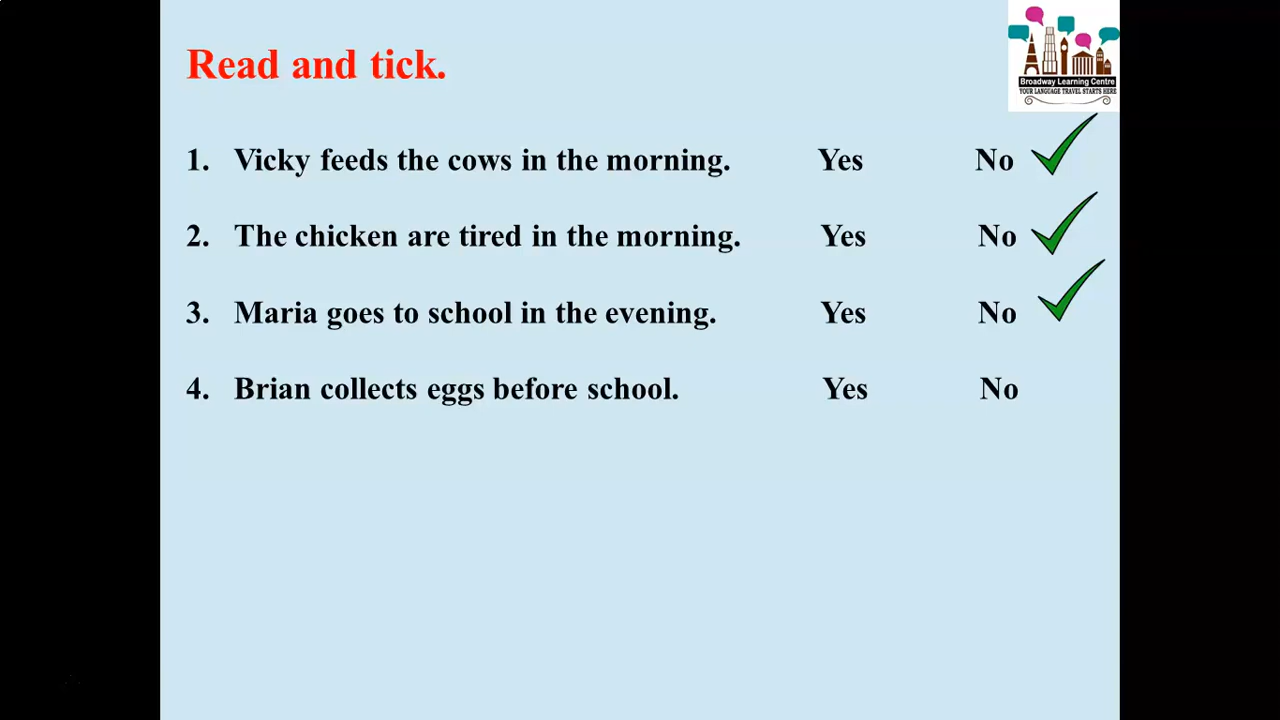 Read and tick.
Broadway Learning Centre
YOUR LANGUAGE TRAVEL STARTS HERE
1. Vicky feeds the cows in the morning. Yes No
2. The chicken are tired in the morning. Yes No
3. Maria goes to school in the evening. Yes No
4. Brian collects eggs before school. Yes No